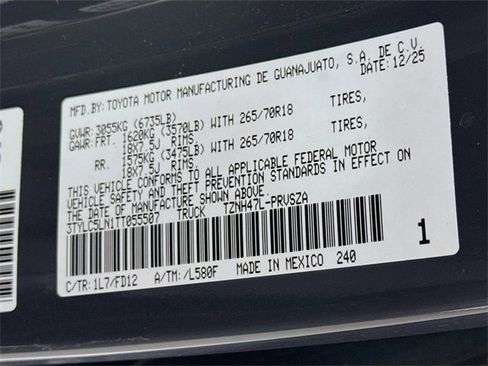 MFD.BY:TOYOTA MOTOR MANUFACTURING DE GUANAJUATO, S.A. DE C.V.
DATE:12/25
GVWR:3055KG (6735LB)
GAWR:FRT. 1620KG (3570LB) WITH 265/70R18 TIRES,
18X7.5J RIMS.
RR. 1575KG (3475LB) WITH 265/70R18 TIRES,
18X7.5J RIMS.
THIS VEHICLE CONFORMS TO ALL APPLICABLE FEDERAL MOTOR
VEHICLE SAFETY AND THEFT PREVENTION STANDARDS IN EFFECT ON
THE DATE OF MANUFACTURE SHOWN ABOVE.
3TYLC5LN1TT055507 TRUCK TZNH47L-PRVSZA
C/TR:1L7/FD12 A/TM:/L580F MADE IN MEXICO 240
1